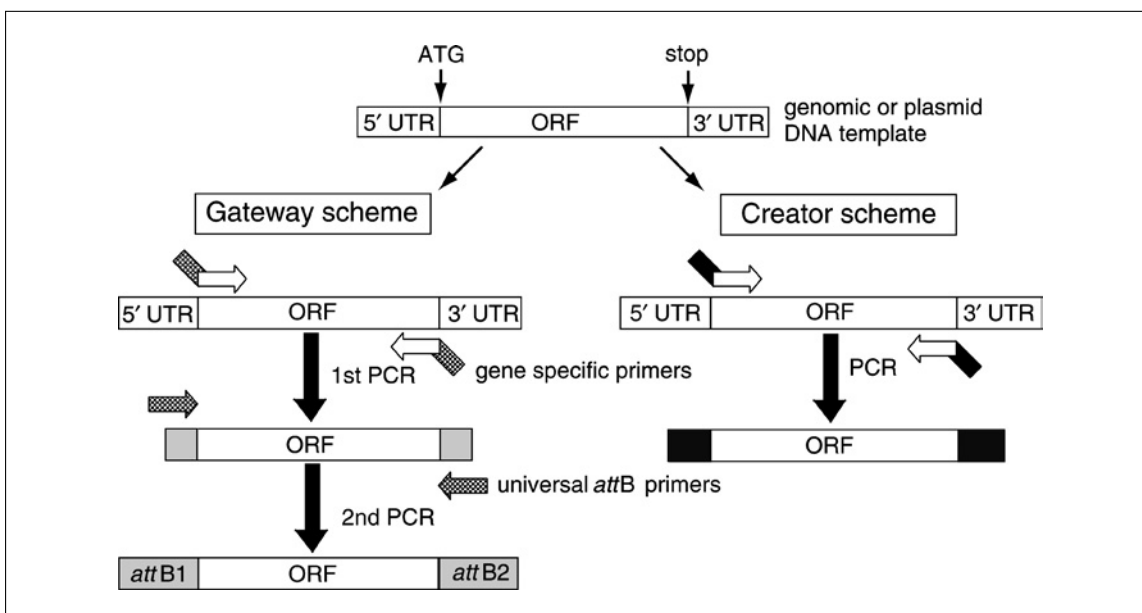 ATG stop
5′ UTR ORF 3′ UTR
genomic or plasmid
DNA template
Gateway scheme
Creator scheme
5′ UTR ORF 3′ UTR
5′ UTR ORF 3′ UTR
1st PCR
gene specific primers
PCR
ORF
ORF
universal attB primers
2nd PCR
attB1 ORF attB2